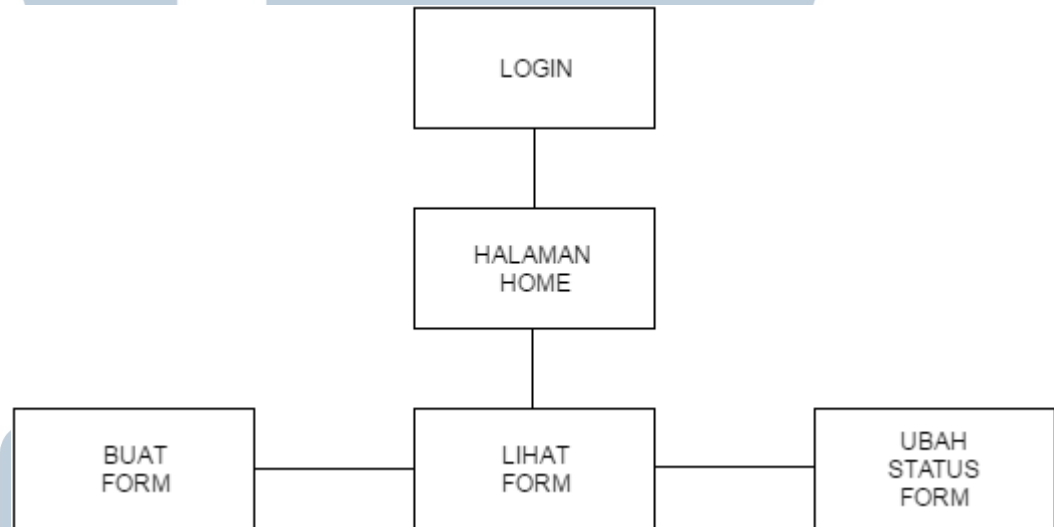 LOGIN
HALAMAN
HOME
BUAT
FORM
LIHAT
FORM
UBAH
STATUS
FORM